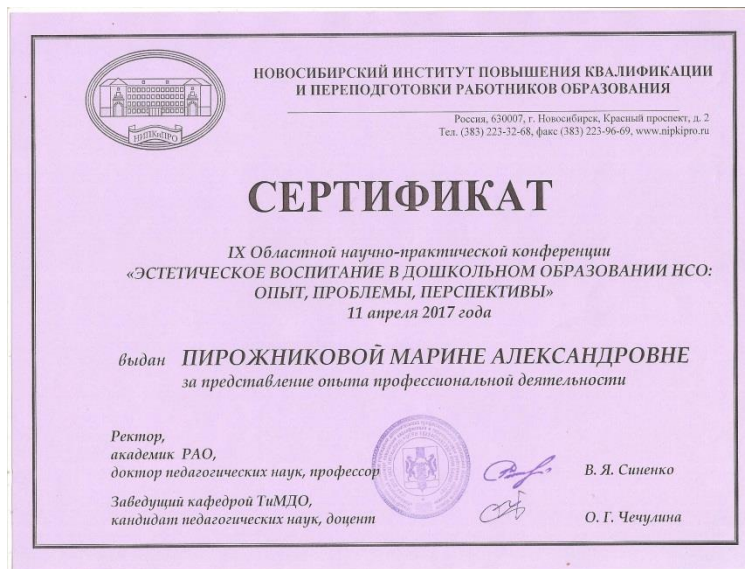 НОВОСИБИРСКИЙ ИНСТИТУТ ПОВЫШЕНИЯ КВАЛИФИКАЦИИ
И ПЕРЕПОДГОТОВКИ РАБОТНИКОВ ОБРАЗОВАНИЯ
НИПКиПРО
Россия, 630007, г. Новосибирск, Красный проспект, д. 2
Тел. (383) 223-32-68, факс (383) 223-96-69, www.nipkipro.ru
СЕРТИФИКАТ
IX Областной научно-практической конференции
«ЭСТЕТИЧЕСКОЕ ВОСПИТАНИЕ В ДОШКОЛЬНОМ ОБРАЗОВАНИИ НСО:
ОПЫТ, ПРОБЛЕМЫ, ПЕРСПЕКТИВЫ»
11 апреля 2017 года
выдан ПИРОЖНИКОВОЙ МАРИНЕ АЛЕКСАНДРОВНЕ
за представление опыта профессиональной деятельности
Ректор,
академик РАО,
доктор педагогических наук, профессор В. Я. Синенко
Заведущий кафедрой ТиМДО,
кандидат педагогических наук, доцент О. Г. Чечулина